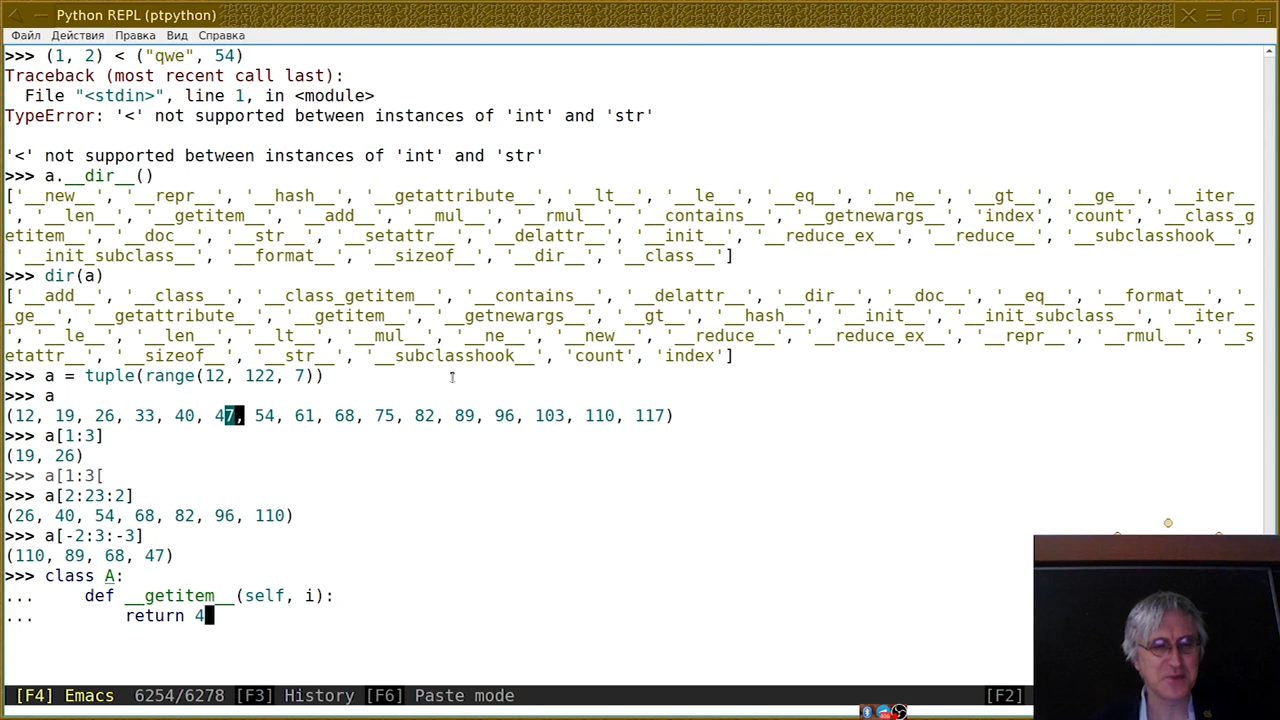 Python REPL (ptpython)
Файл Действия Правка Вид Справка
>>> (1, 2) < ("qwe", 54)
Traceback (most recent call last):
  File "<stdin>", line 1, in <module>
TypeError: '<' not supported between instances of 'int' and 'str'
'<' not supported between instances of 'int' and 'str'
>>> a.__dir__()
['__new__', '__repr__', '__hash__', '__getattribute__', '__lt__', '__le__', '__eq__', '__ne__', '__gt__', '__ge__', '__iter__
', '__len__', '__getitem__', '__add__', '__mul__', '__rmul__', '__contains__', '__getnewargs__', 'index', 'count', '__class_g
etitem__', '__doc__', '__str__', '__setattr__', '__delattr__', '__init__', '__reduce_ex__', '__reduce__', '__subclasshook__',
 '__init_subclass__', '__format__', '__sizeof__', '__dir__', '__class__']
>>> dir(a)
['__add__', '__class__', '__class_getitem__', '__contains__', '__delattr__', '__dir__', '__doc__', '__eq__', '__format__', '_
_ge__', '__getattribute__', '__getitem__', '__getnewargs__', '__gt__', '__hash__', '__init__', '__init_subclass__', '__iter__
', '__le__', '__len__', '__lt__', '__mul__', '__ne__', '__new__', '__reduce__', '__reduce_ex__', '__repr__', '__rmul__', '__s
etattr__', '__sizeof__', '__str__', '__subclasshook__', 'count', 'index']
>>> a = tuple(range(12, 122, 7))
>>> a
(12, 19, 26, 33, 40, 47, 54, 61, 68, 75, 82, 89, 96, 103, 110, 117)
>>> a[1:3]
(19, 26)
>>> a[1:3[
>>> a[2:23:2]
(26, 40, 54, 68, 82, 96, 110)
>>> a[-2:3:-3]
(110, 89, 68, 47)
>>> class A:
...     def __getitem__(self, i):
...         return 4
[F4] Emacs 6254/6278 [F3] History [F6] Paste mode [F2]